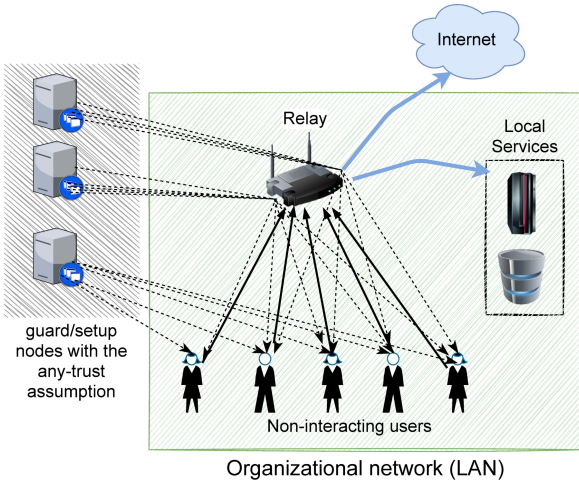 Internet
Relay
Local
Services
guard/setup
nodes with the
any-trust
assumption
Non-interacting users
Organizational network (LAN)